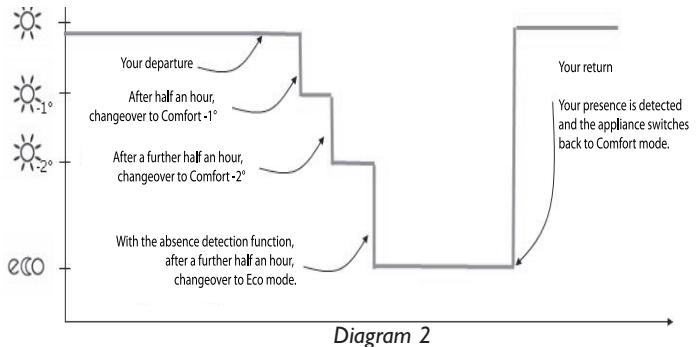 Your departure
After half an hour,
changeover to Comfort -1°
After a further half an hour,
changeover to Comfort -2°
With the absence detection function,
after a further half an hour,
changeover to Eco mode.
Your return
Your presence is detected
and the appliance switches
back to Comfort mode.
-1°
-2°
eco
Diagram 2